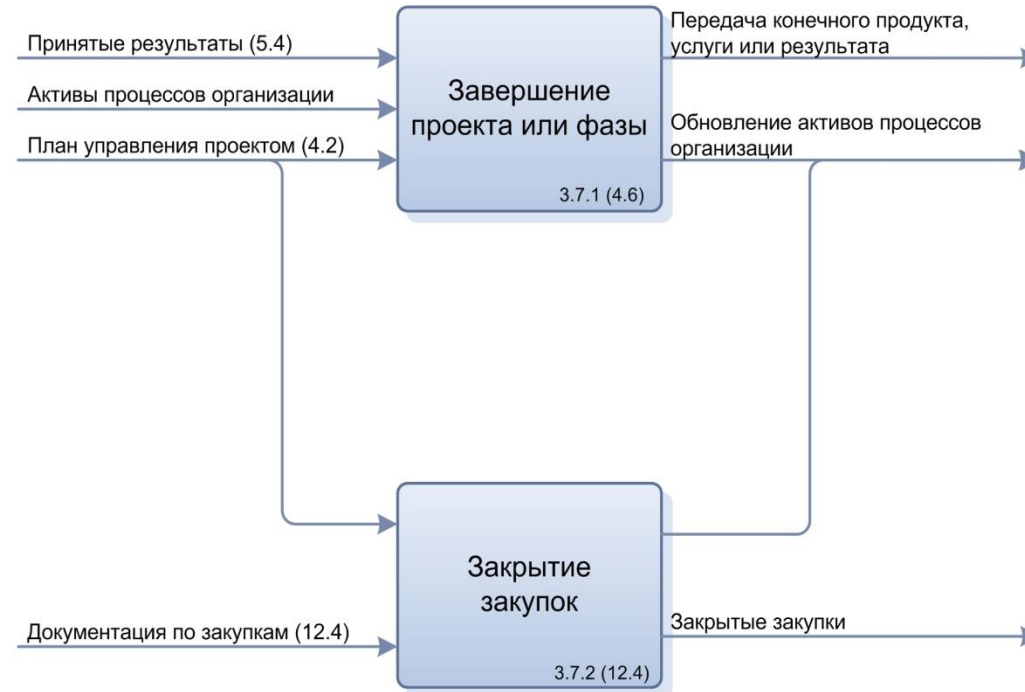 Принятые результаты (5.4)
Активы процессов организации
План управления проектом (4.2)
Завершение
проекта или фазы
3.7.1 (4.6)
Передача конечного продукта,
услуги или результата
Обновление активов процессов
организации
Документация по закупкам (12.4)
Закрытие
закупок
3.7.2 (12.4)
Закрытые закупки